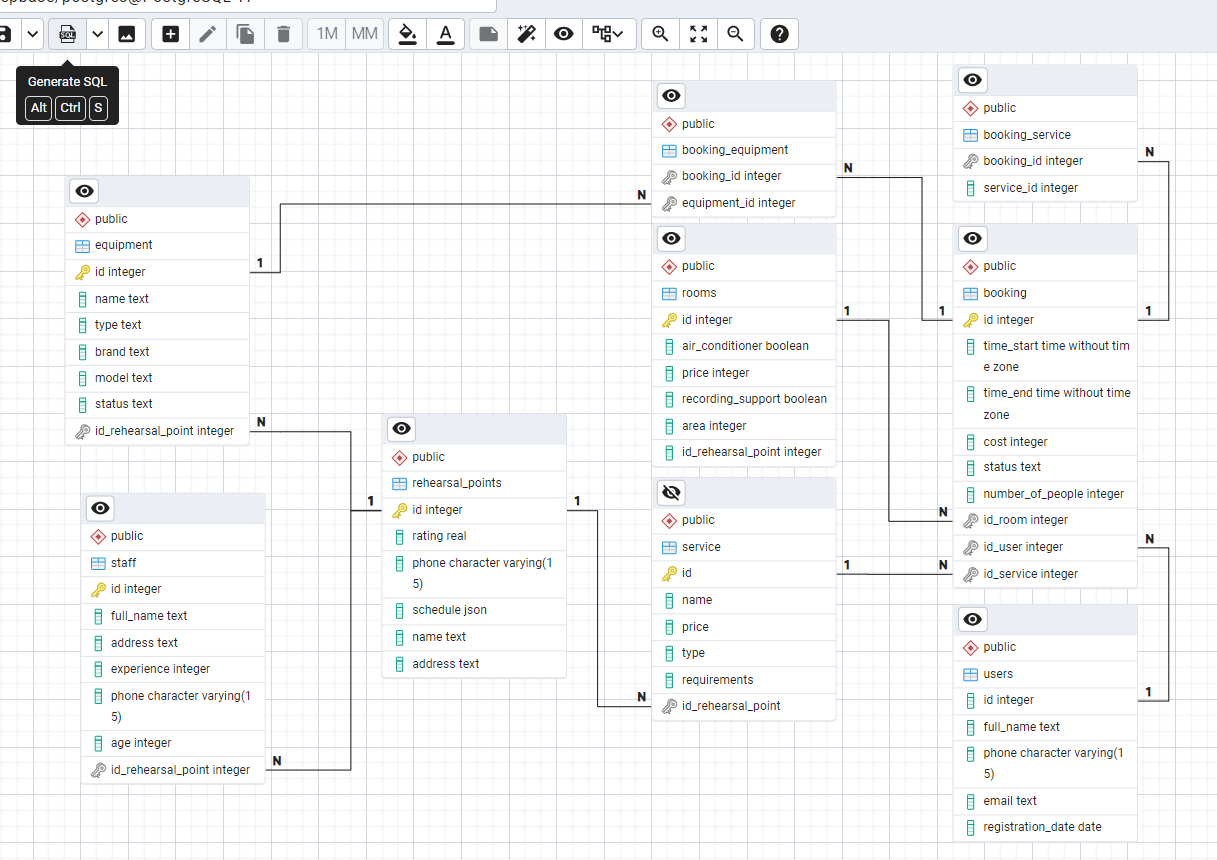 1M MM
Generate SQL
Alt Ctrl S
public
equipment
id integer
name text
type text
brand text
model text
status text
id_rehearsal_point integer
1
N
public
staff
id integer
full_name text
address text
experience integer
phone character varying(1
5)
age integer
id_rehearsal_point integer
N
public
rehearsal_points
id integer
rating real
phone character varying(1
5)
schedule json
name text
address text
1
1
public
booking_equipment
booking_id integer
equipment_id integer
N
N
public
rooms
id integer
air_conditioner boolean
price integer
recording_support boolean
area integer
id_rehearsal_point integer
1
public
service
id
name
price
type
requirements
id_rehearsal_point
1
N
public
booking_service
booking_id integer
service_id integer
N
public
booking
id integer
time_start time without tim
e zone
time_end time without time
zone
cost integer
status text
number_of_people integer
id_room integer
id_user integer
id_service integer
1
1
N
N
N
public
users
id integer
full_name text
phone character varying(1
5)
email text
registration_date date
1